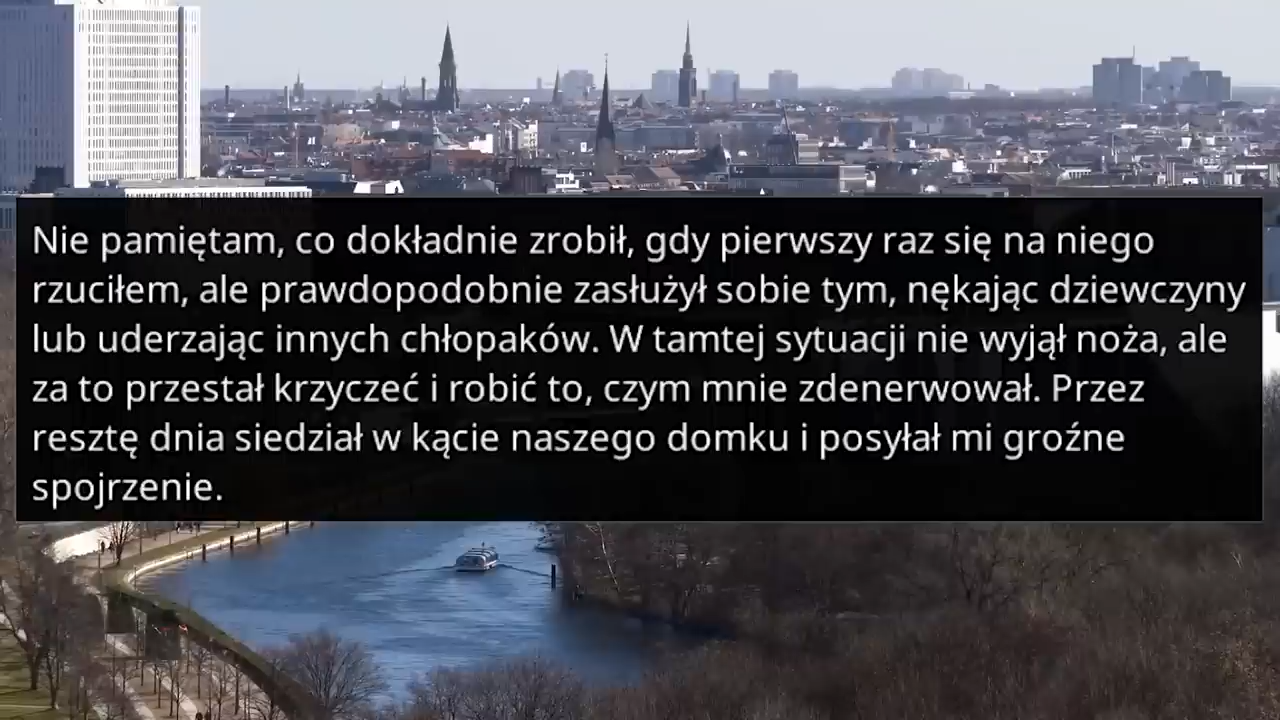 Nie pamiętam, co dokładnie zrobił, gdy pierwszy raz się na niego
rzuciłem, ale prawdopodobnie zasłużył sobie tym, nękając dziewczyny
lub uderzając innych chłopaków. W tamtej sytuacji nie wyjął noża, ale
za to przestał krzyczeć i robić to, czym mnie zdenerwował. Przez
resztę dnia siedział w kącie naszego domku i posyłał mi groźne
spojrzenie.